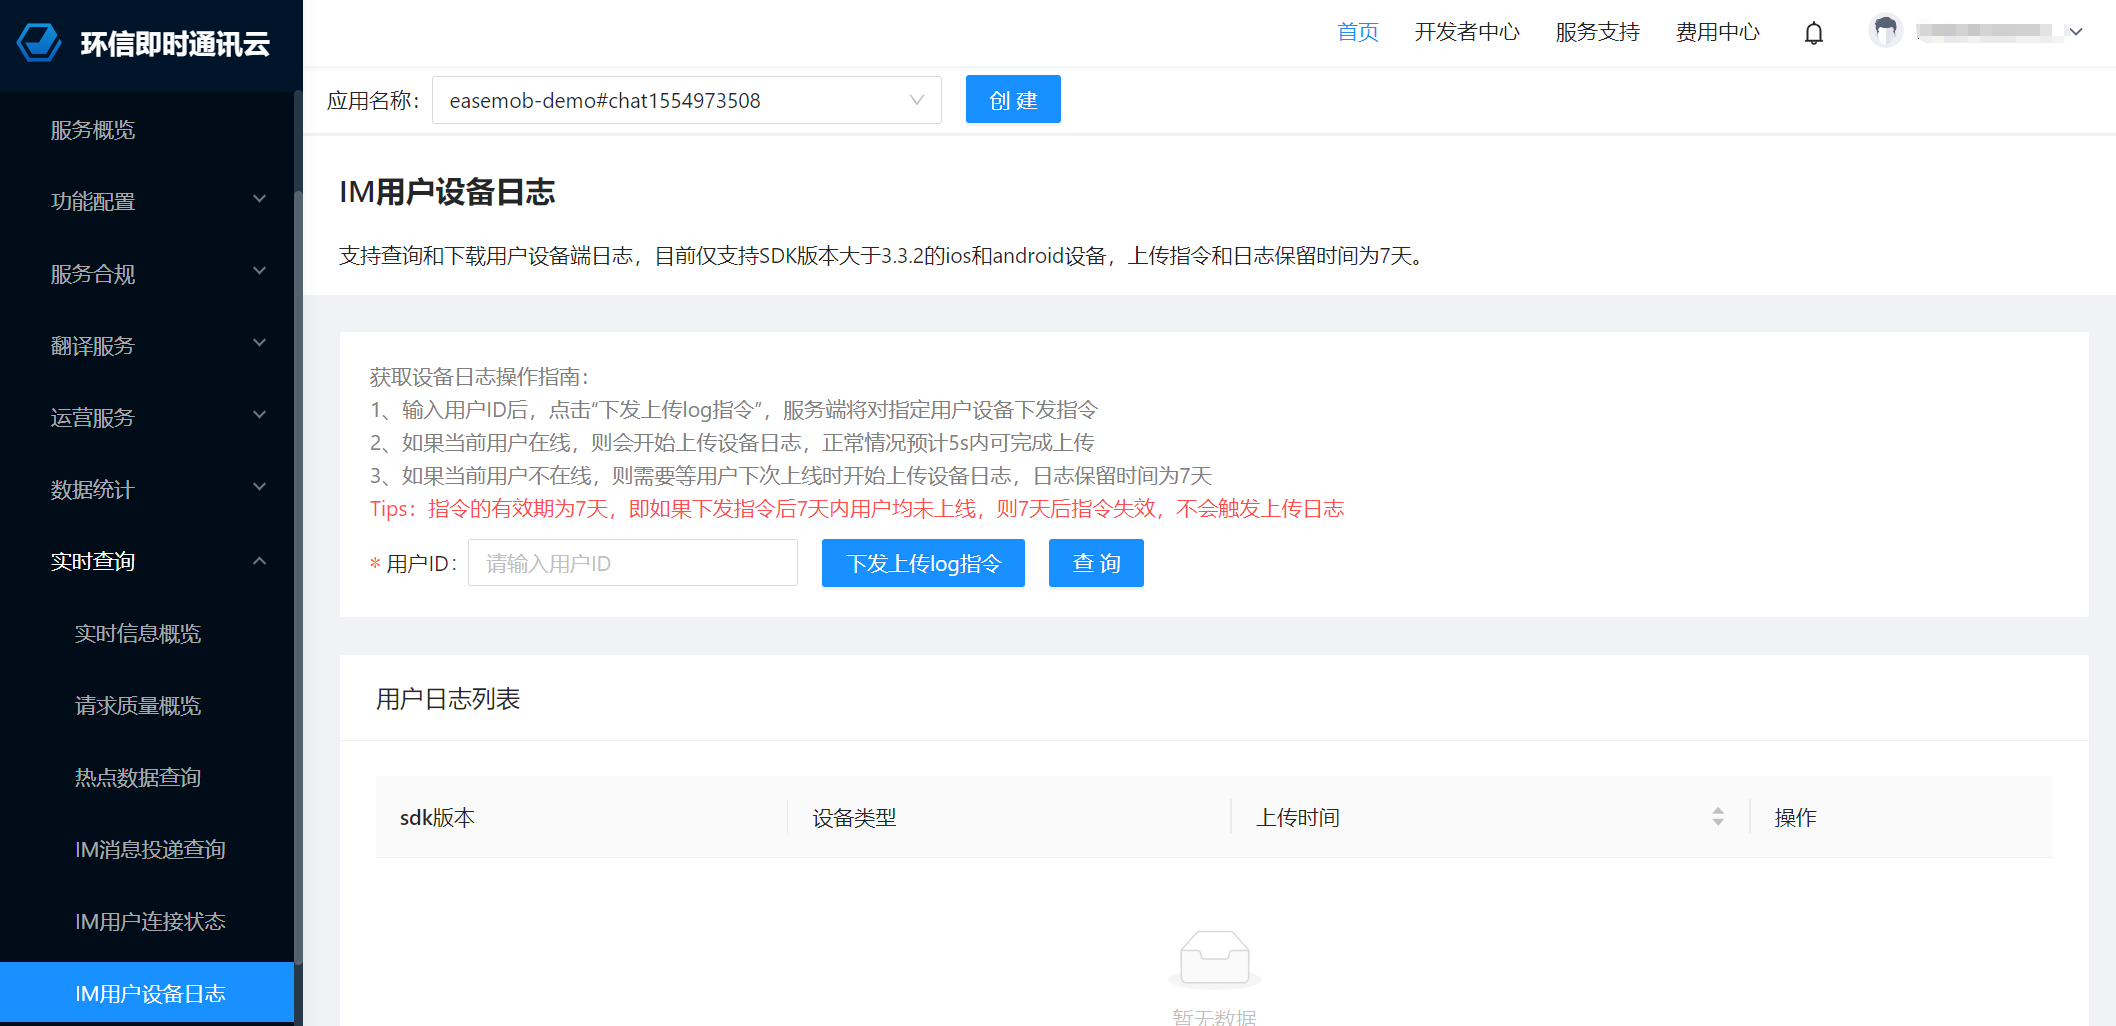 环信即时通讯云
首页
开发者中心
服务支持
费用中心
应用名称：
easemob-demo#chat1554973508
创 建
服务概览
功能配置
服务合规
翻译服务
运营服务
数据统计
实时查询
实时信息概览
请求质量概览
热点数据查询
IM消息投递查询
IM用户连接状态
IM用户设备日志
IM用户设备日志
支持查询和下载用户设备端日志，目前仅支持SDK版本大于3.3.2的ios和android设备，上传指令和日志保留时间为7天。
获取设备日志操作指南：
1、输入用户ID后，点击“下发上传log指令”，服务端将对指定用户设备下发指令
2、如果当前用户在线，则会开始上传设备日志，正常情况预计5s内可完成上传
3、如果当前用户不在线，则需要等用户下次上线时开始上传设备日志，日志保留时间为7天
Tips：指令的有效期为7天，即如果下发指令后7天内用户均未上线，则7天后指令失效，不会触发上传日志
* 用户ID：
请输入用户ID
下发上传log指令
查 询
用户日志列表
sdk版本
设备类型
上传时间
操作
暂无数据